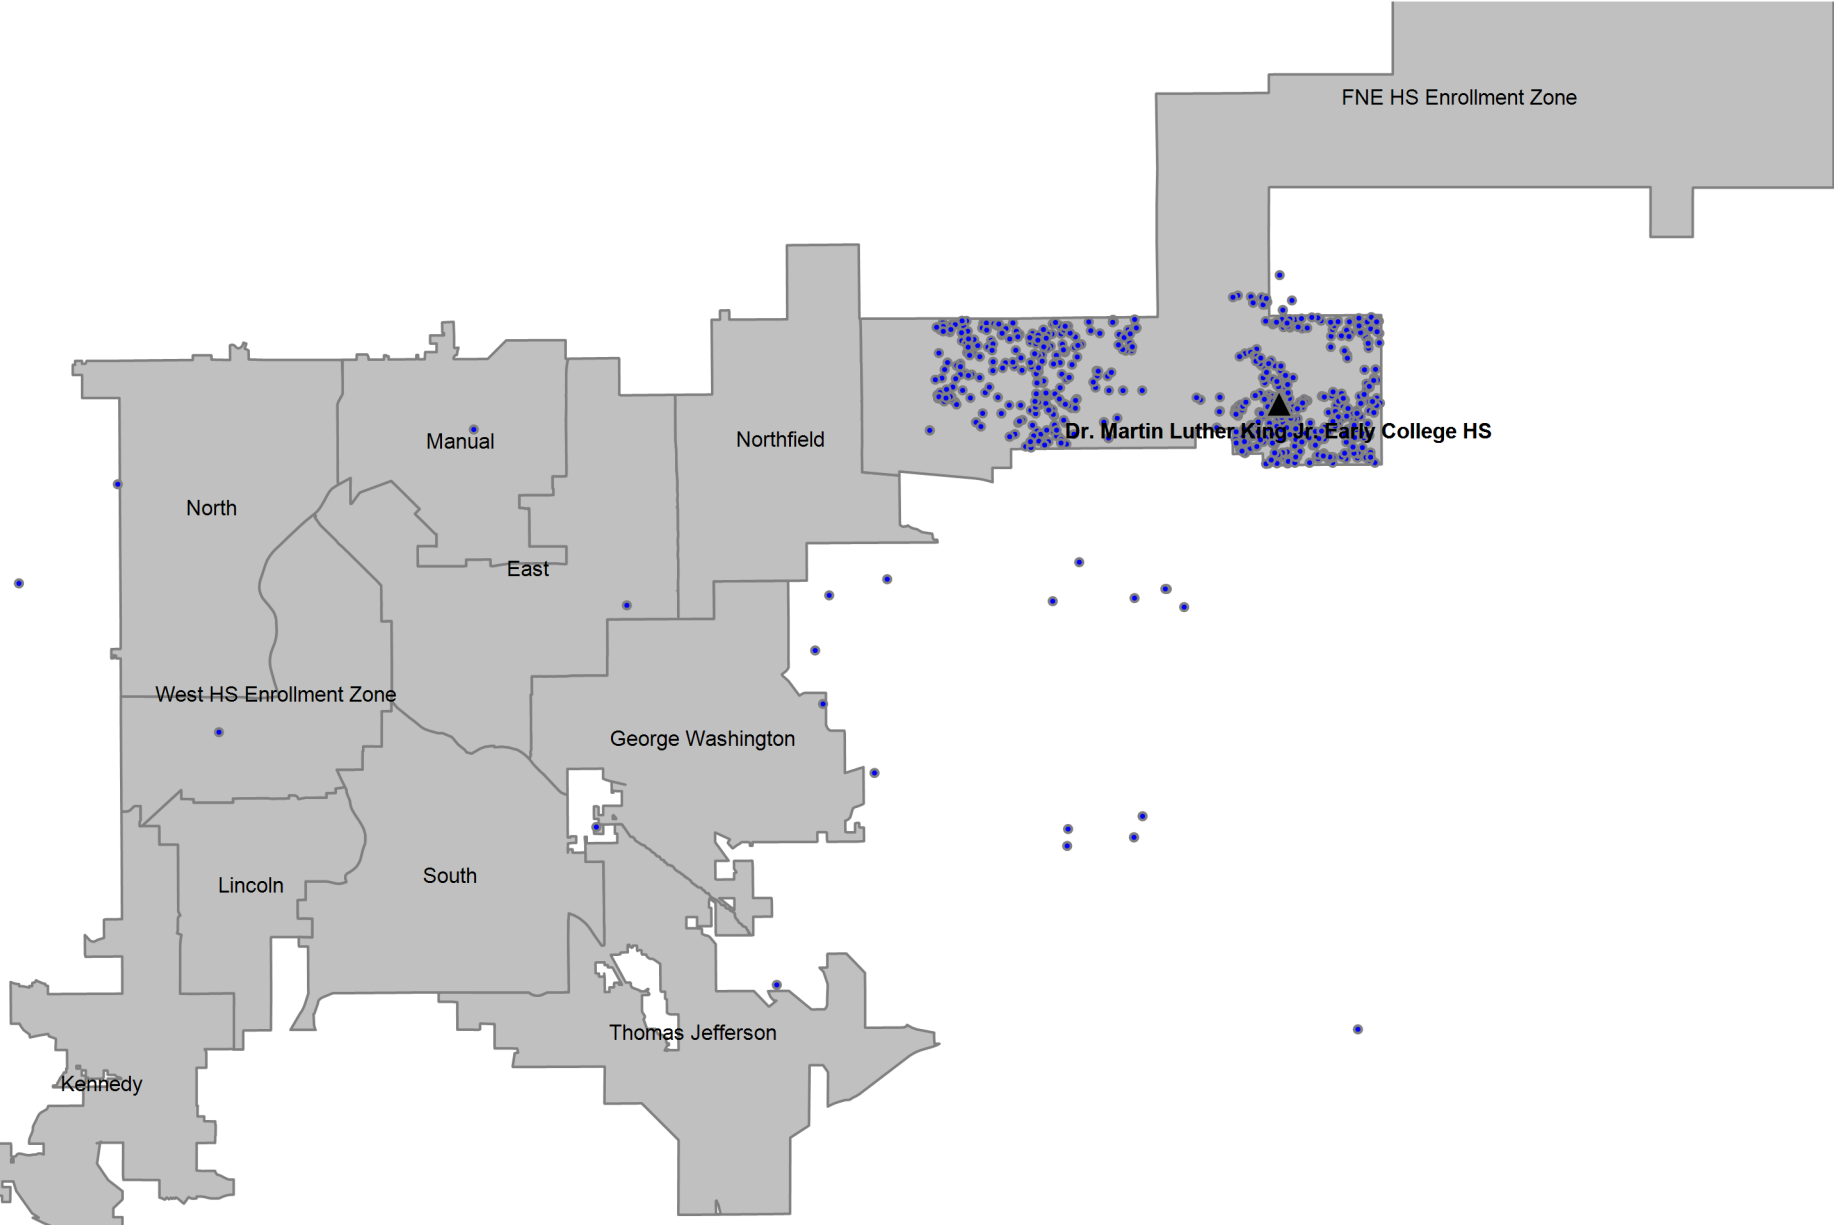 FNE HS Enrollment Zone
Dr. Martin Luther King Jr. Early College HS
Northfield
Manual
North
East
West HS Enrollment Zone
George Washington
South
Lincoln
Thomas Jefferson
Kennedy